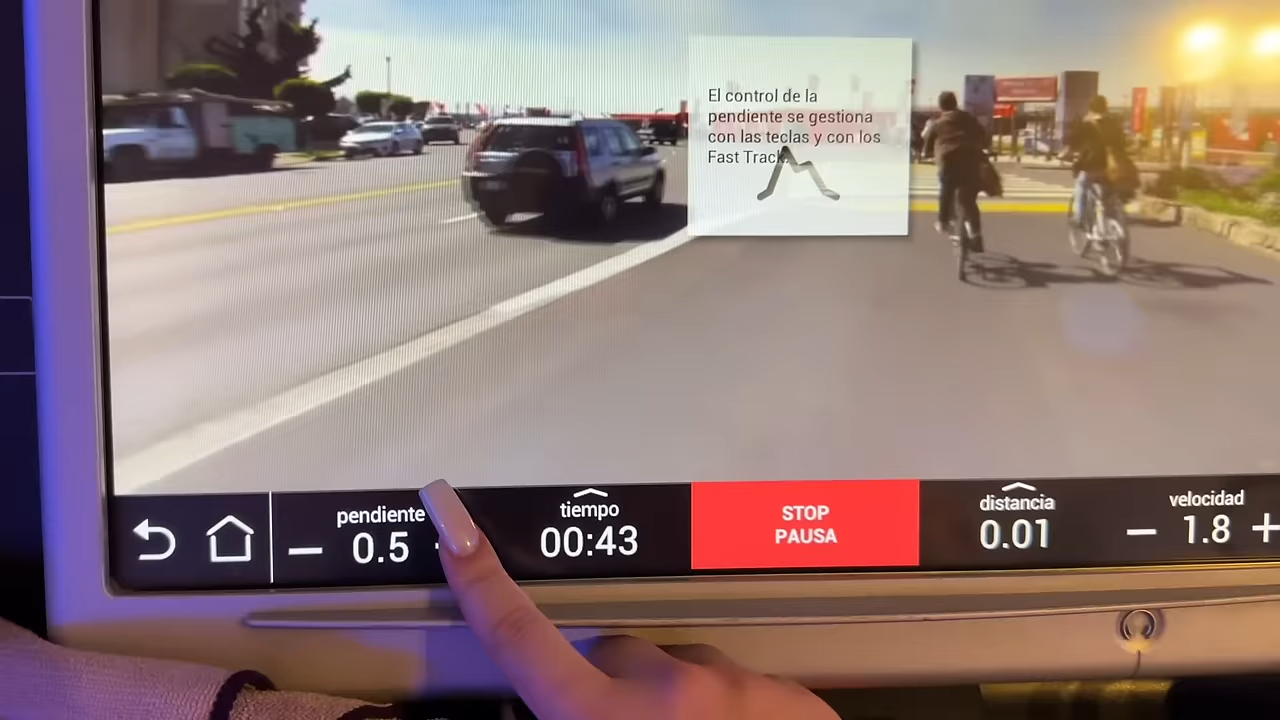 El control de la
pendiente se gestiona
con las teclas y con los
Fast Track.
pendiente
0.5
tiempo
00:43
STOP
PAUSA
distancia
0.01
velocidad
1.8